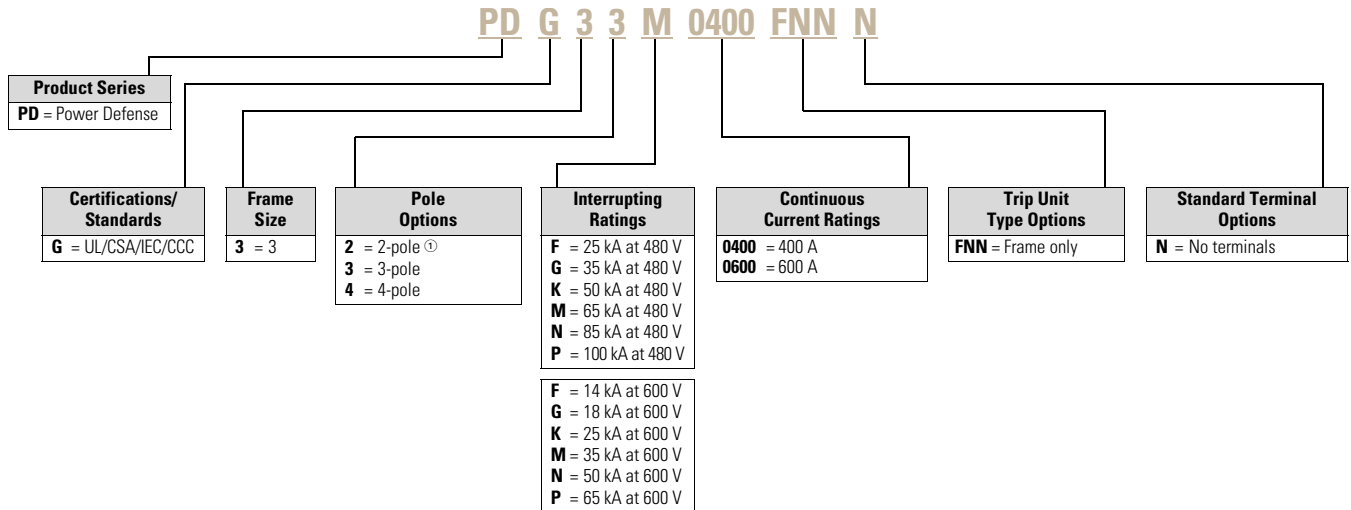 PD G 3 3 M 0400 FNN N
Product Series
PD = Power Defense
Certifications/
Standards
G = UL/CSA/IEC/CCC
Frame
Size
3 = 3
Pole
Options
2 = 2-pole ①
3 = 3-pole
4 = 4-pole
Interrupting
Ratings
F = 25 kA at 480 V
G = 35 kA at 480 V
K = 50 kA at 480 V
M = 65 kA at 480 V
N = 85 kA at 480 V
P = 100 kA at 480 V
F = 14 kA at 600 V
G = 18 kA at 600 V
K = 25 kA at 600 V
M = 35 kA at 600 V
N = 50 kA at 600 V
P = 65 kA at 600 V
Continuous
Current Ratings
0400 = 400 A
0600 = 600 A
Trip Unit
Type Options
FNN = Frame only
Standard Terminal
Options
N = No terminals